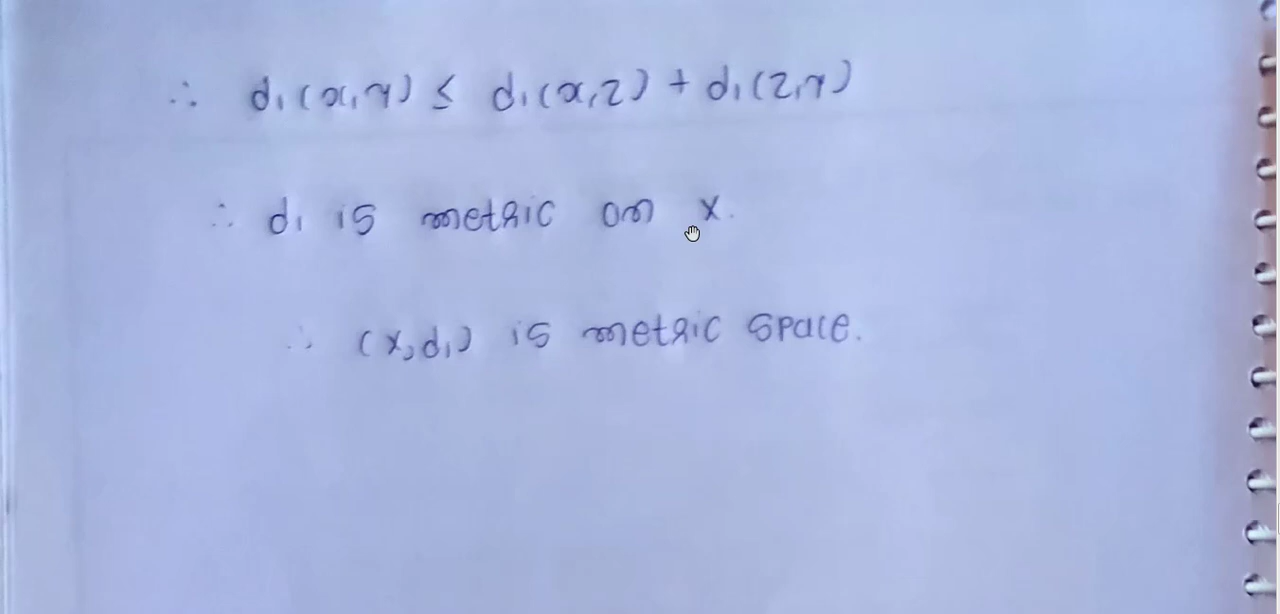 ∴ d₁(x,y) ≤ d₁(x,z) + d₁(z,y)
∴ d₁ is metric on X.
∴ (X,d₁) is metric space.